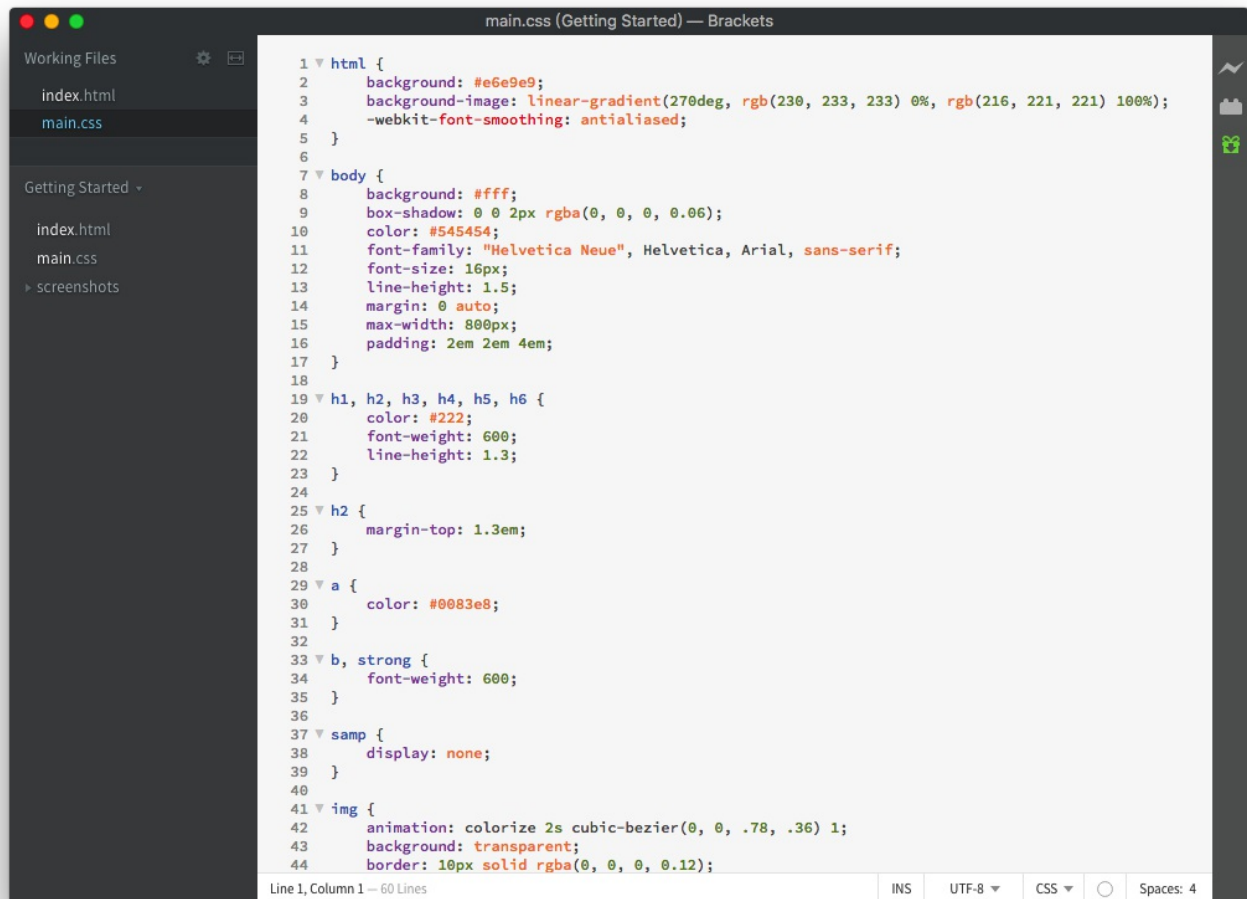 main.css (Getting Started) — Brackets
Working Files
index.html
main.css
Getting Started
index.html
main.css
screenshots
1 html {
2     background: #e6e9e9;
3     background-image: linear-gradient(270deg, rgb(230, 233, 233) 0%, rgb(216, 221, 221) 100%);
4     -webkit-font-smoothing: antialiased;
5 }
6
7 body {
8     background: #fff;
9     box-shadow: 0 0 2px rgba(0, 0, 0, 0.06);
10     color: #545454;
11     font-family: "Helvetica Neue", Helvetica, Arial, sans-serif;
12     font-size: 16px;
13     line-height: 1.5;
14     margin: 0 auto;
15     max-width: 800px;
16     padding: 2em 2em 4em;
17 }
18
19 h1, h2, h3, h4, h5, h6 {
20     color: #222;
21     font-weight: 600;
22     line-height: 1.3;
23 }
24
25 h2 {
26     margin-top: 1.3em;
27 }
28
29 a {
30     color: #0083e8;
31 }
32
33 b, strong {
34     font-weight: 600;
35 }
36
37 samp {
38     display: none;
39 }
40
41 img {
42     animation: colorize 2s cubic-bezier(0, 0, .78, .36) 1;
43     background: transparent;
44     border: 10px solid rgba(0, 0, 0, 0.12);
Line 1, Column 1 — 60 Lines
INS UTF-8 CSS Spaces: 4